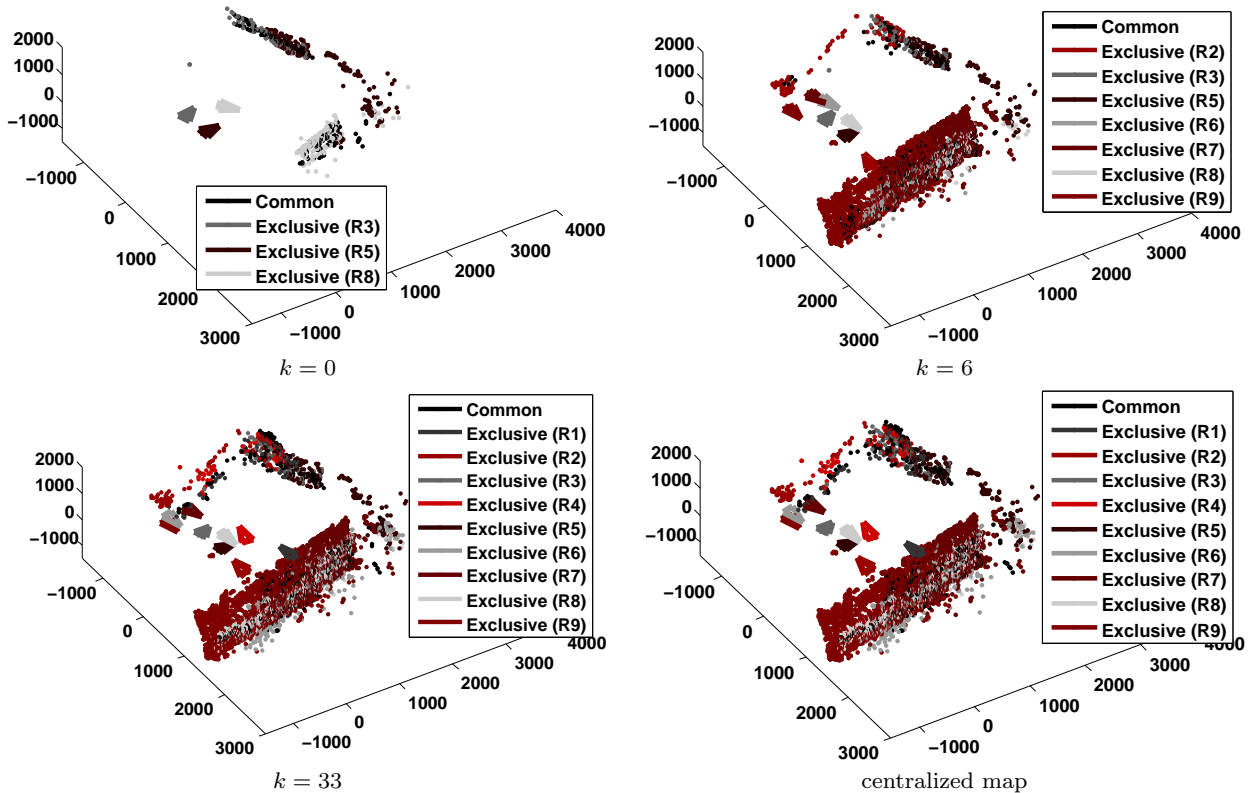 2000
1000
0
−1000
−1000
0
1000
2000
3000
−1000
0
1000
2000
3000
4000
Common
Exclusive (R3)
Exclusive (R5)
Exclusive (R8)
k = 0
2000
1000
0
−1000
−1000
0
1000
2000
3000
−1000
0
1000
2000
3000
4000
Common
Exclusive (R2)
Exclusive (R3)
Exclusive (R5)
Exclusive (R6)
Exclusive (R7)
Exclusive (R8)
Exclusive (R9)
k = 6
2000
1000
0
−1000
−1000
0
1000
2000
3000
−1000
0
1000
2000
3000
4000
Common
Exclusive (R1)
Exclusive (R2)
Exclusive (R3)
Exclusive (R4)
Exclusive (R5)
Exclusive (R6)
Exclusive (R7)
Exclusive (R8)
Exclusive (R9)
k = 33
2000
1000
0
−1000
−1000
0
1000
2000
3000
−1000
0
1000
2000
3000
4000
Common
Exclusive (R1)
Exclusive (R2)
Exclusive (R3)
Exclusive (R4)
Exclusive (R5)
Exclusive (R6)
Exclusive (R7)
Exclusive (R8)
Exclusive (R9)
centralized map